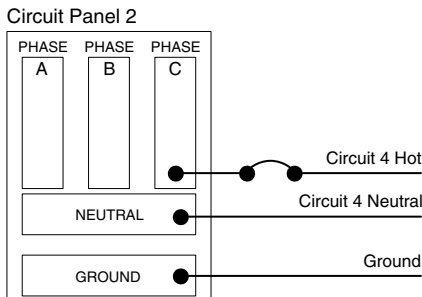 Circuit Panel 2
PHASE PHASE PHASE
A B C
Circuit 4 Hot
Circuit 4 Neutral
NEUTRAL
Ground
GROUND